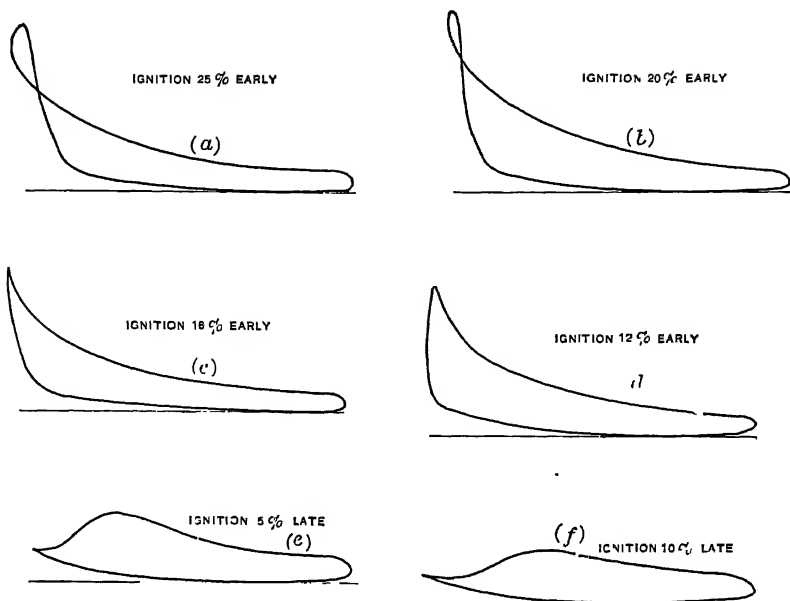 IGNITION 25 % EARLY
(a)
IGNITION 20 % EARLY
(b)
IGNITION 16 % EARLY
(c)
IGNITION 12 % EARLY
d
IGNITION 5 % LATE
(e)
(f)
IGNITION 10 % LATE